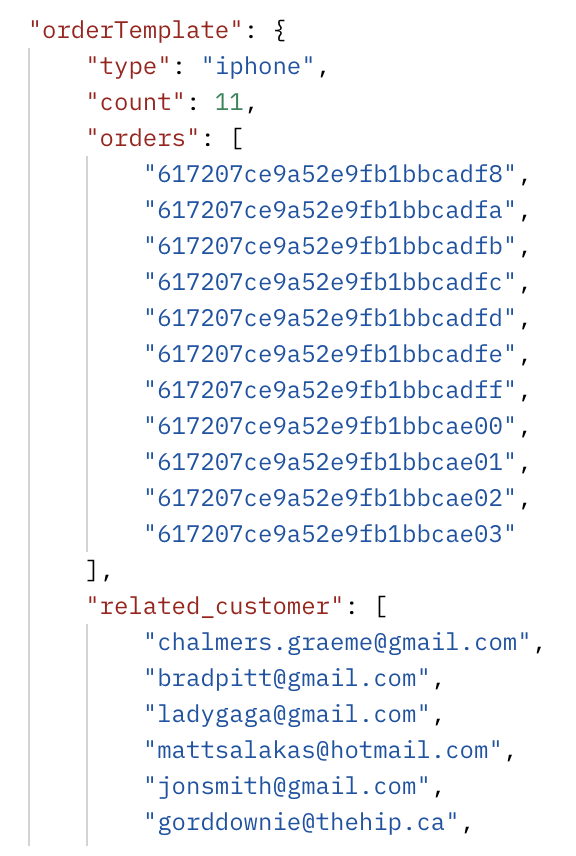 "orderTemplate": {
"type": "iphone",
"count": 11,
"orders": [
"617207ce9a52e9fb1bbcadf8",
"617207ce9a52e9fb1bbcadfa",
"617207ce9a52e9fb1bbcadfb",
"617207ce9a52e9fb1bbcadfc",
"617207ce9a52e9fb1bbcadfd",
"617207ce9a52e9fb1bbcadfe",
"617207ce9a52e9fb1bbcadff",
"617207ce9a52e9fb1bbcae00",
"617207ce9a52e9fb1bbcae01",
"617207ce9a52e9fb1bbcae02",
"617207ce9a52e9fb1bbcae03"
],
"related_customer": [
"chalmers.graeme@gmail.com",
"bradpitt@gmail.com",
"ladygaga@gmail.com",
"mattsalakas@hotmail.com",
"jonsmith@gmail.com",
"gorddownie@thehip.ca",